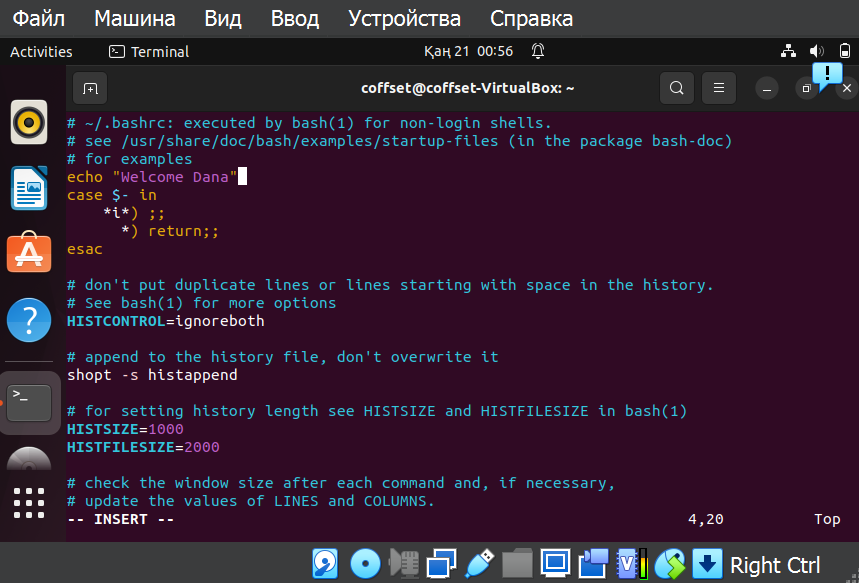 Файл Машина Вид Ввод Устройства Справка
Activities Terminal Қаң 21 00:56
coffset@coffset-VirtualBox: ~
# ~/.bashrc: executed by bash(1) for non-login shells.
# see /usr/share/doc/bash/examples/startup-files (in the package bash-doc)
# for examples
echo "Welcome Dana"
case $- in
    *i*) ;;
      *) return;;
esac
# don't put duplicate lines or lines starting with space in the history.
# See bash(1) for more options
HISTCONTROL=ignoreboth
# append to the history file, don't overwrite it
shopt -s histappend
# for setting history length see HISTSIZE and HISTFILESIZE in bash(1)
HISTSIZE=1000
HISTFILESIZE=2000
# check the window size after each command and, if necessary,
# update the values of LINES and COLUMNS.
-- INSERT -- 4,20 Top
Right Ctrl